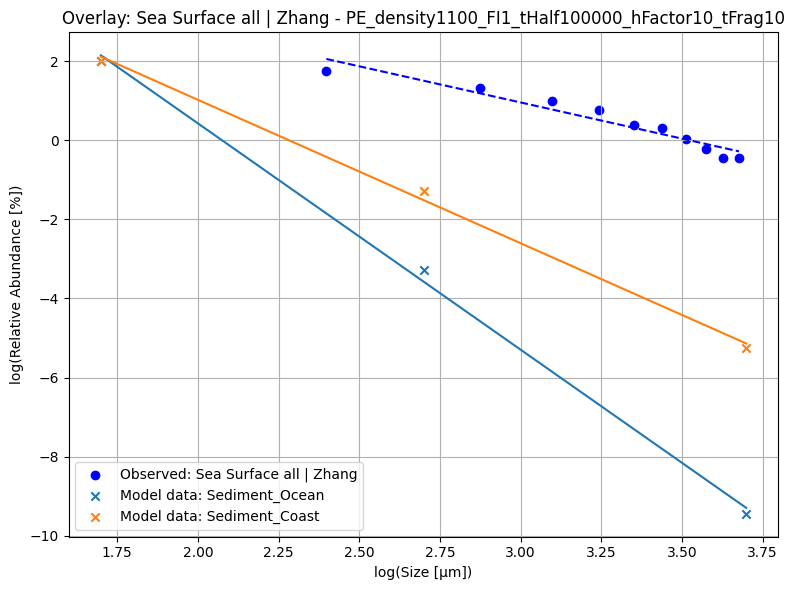 Overlay: Sea Surface all | Zhang - PE_density1100_FI1_tHalf100000_hFactor10_tFrag10
log(Relative Abundance [%])
2
0
−2
−4
−6
−8
−10
Observed: Sea Surface all | Zhang
Model data: Sediment_Ocean
Model data: Sediment_Coast
1.75 2.00 2.25 2.50 2.75 3.00 3.25 3.50 3.75
log(Size [μm])